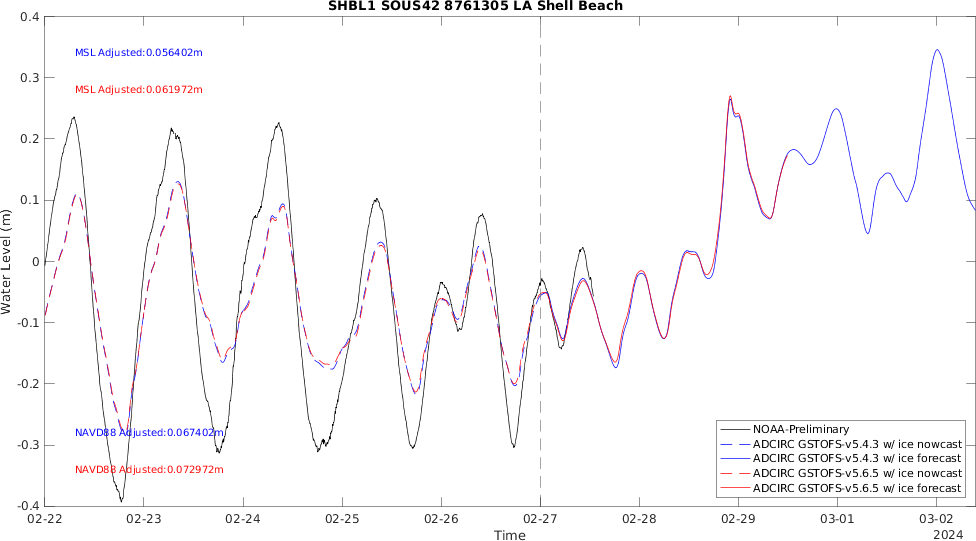 SHBL1 SOUS42 8761305 LA Shell Beach
0.4
0.3
0.2
0.1
0
-0.1
-0.2
-0.3
-0.4
Water Level (m)
MSL Adjusted:0.056402m
MSL Adjusted:0.061972m
NAVD88 Adjusted:0.067402m
NAVD88 Adjusted:0.072972m
NOAA-Preliminary
ADCIRC GSTOFS-v5.4.3 w/ ice nowcast
ADCIRC GSTOFS-v5.4.3 w/ ice forecast
ADCIRC GSTOFS-v5.6.5 w/ ice nowcast
ADCIRC GSTOFS-v5.6.5 w/ ice forecast
02-22 02-23 02-24 02-25 02-26 02-27 02-28 02-29 03-01 03-02
Time
2024